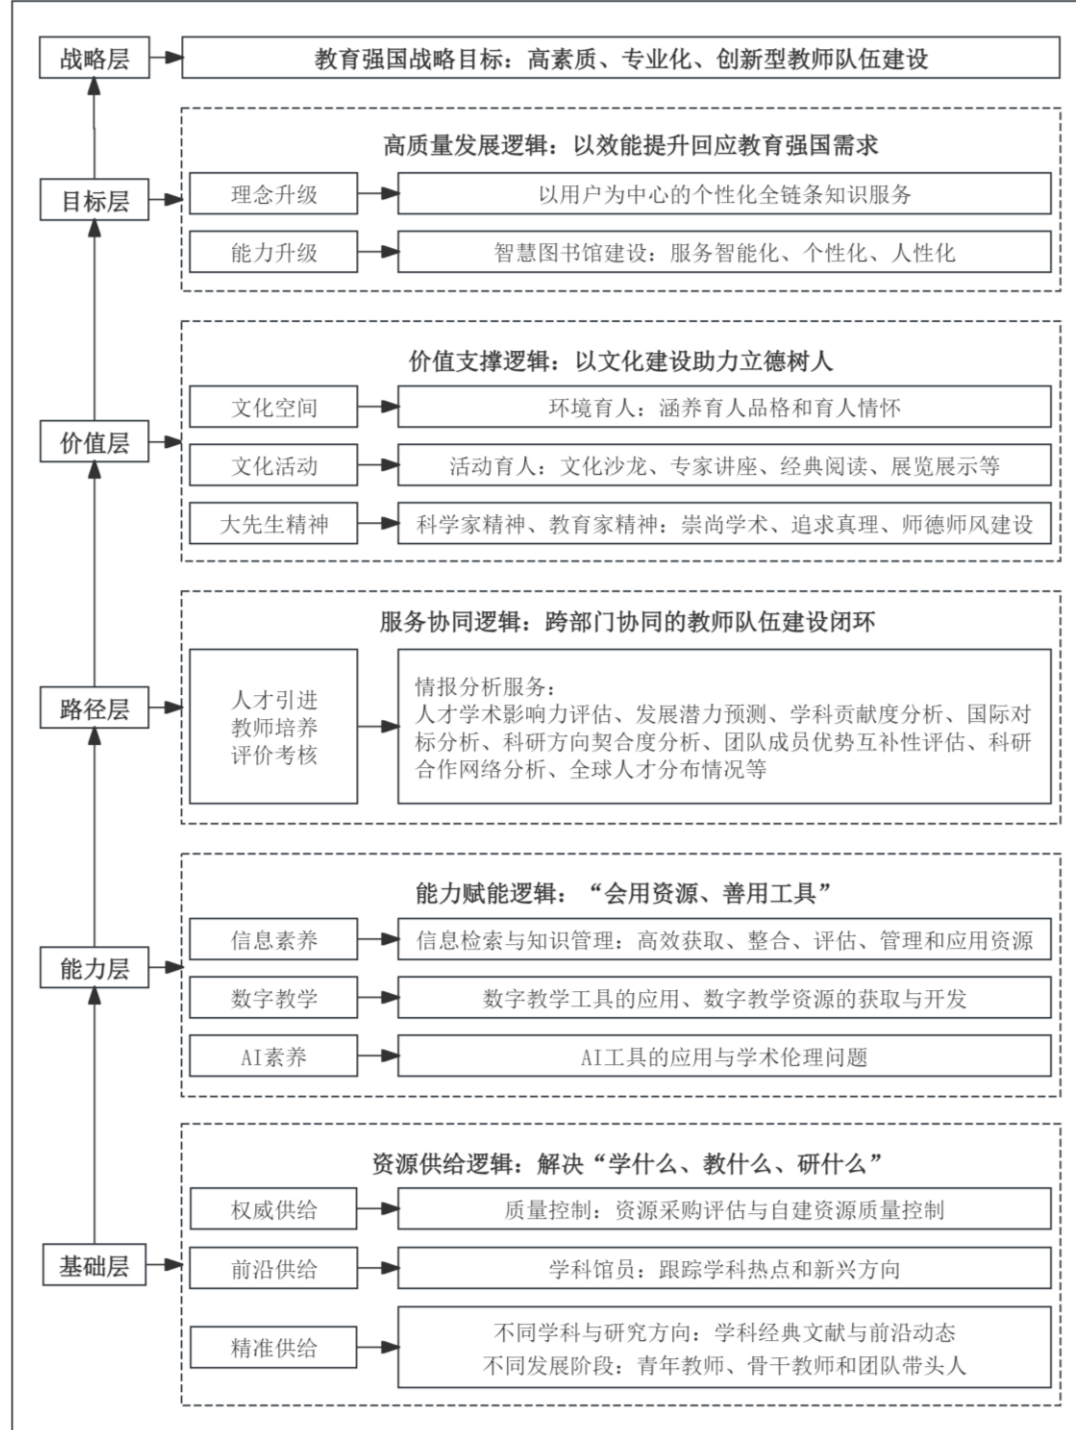 战略层
教育强国战略目标：高素质、专业化、创新型教师队伍建设
目标层
高质量发展逻辑：以效能提升回应教育强国需求
理念升级
以用户为中心的个性化全链条知识服务
能力升级
智慧图书馆建设：服务智能化、个性化、人性化
价值层
价值支撑逻辑：以文化建设助力立德树人
文化空间
环境育人：涵养育人品格和育人情怀
文化活动
活动育人：文化沙龙、专家讲座、经典阅读、展览展示等
大先生精神
科学家精神、教育家精神：崇尚学术、追求真理、师德师风建设
路径层
服务协同逻辑：跨部门协同的教师队伍建设闭环
人才引进
教师培养
评价考核
情报分析服务：
人才学术影响力评估、发展潜力预测、学科贡献度分析、国际对
标分析、科研方向契合度分析、团队成员优势互补性评估、科研
合作网络分析、全球人才分布情况等
能力层
能力赋能逻辑：“会用资源、善用工具”
信息素养
信息检索与知识管理：高效获取、整合、评估、管理和应用资源
数字教学
数字教学工具的应用、数字教学资源的获取与开发
AI素养
AI工具的应用与学术伦理问题
基础层
资源供给逻辑：解决“学什么、教什么、研什么”
权威供给
质量控制：资源采购评估与自建资源质量控制
前沿供给
学科馆员：跟踪学科热点和新兴方向
精准供给
不同学科与研究方向：学科经典文献与前沿动态
不同发展阶段：青年教师、骨干教师和团队带头人